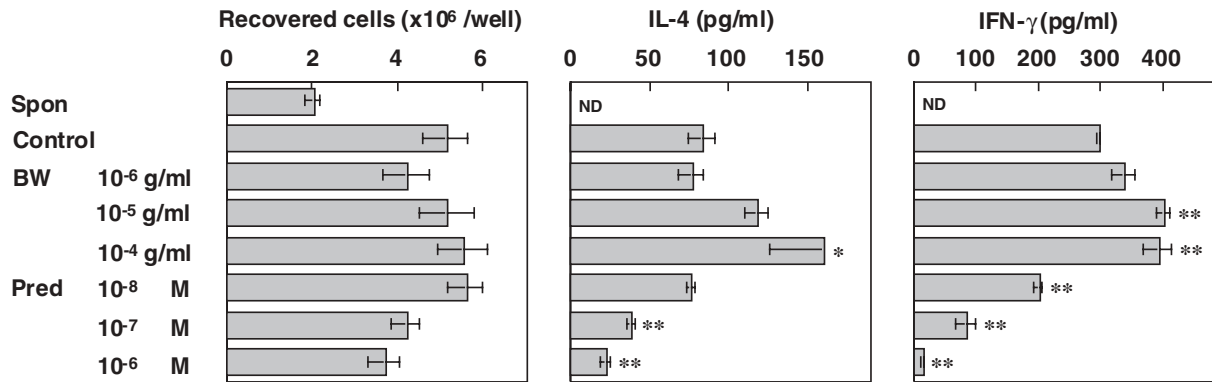 Recovered cells (x10⁶ /well) IL-4 (pg/ml) IFN-γ(pg/ml)
0 2 4 6 0 50 100 150 0 100 200 300 400
Spon ND ND
Control
BW 10⁻⁶ g/ml
10⁻⁵ g/ml **
10⁻⁴ g/ml * **
Pred 10⁻⁸ M **
10⁻⁷ M ** **
10⁻⁶ M ** **